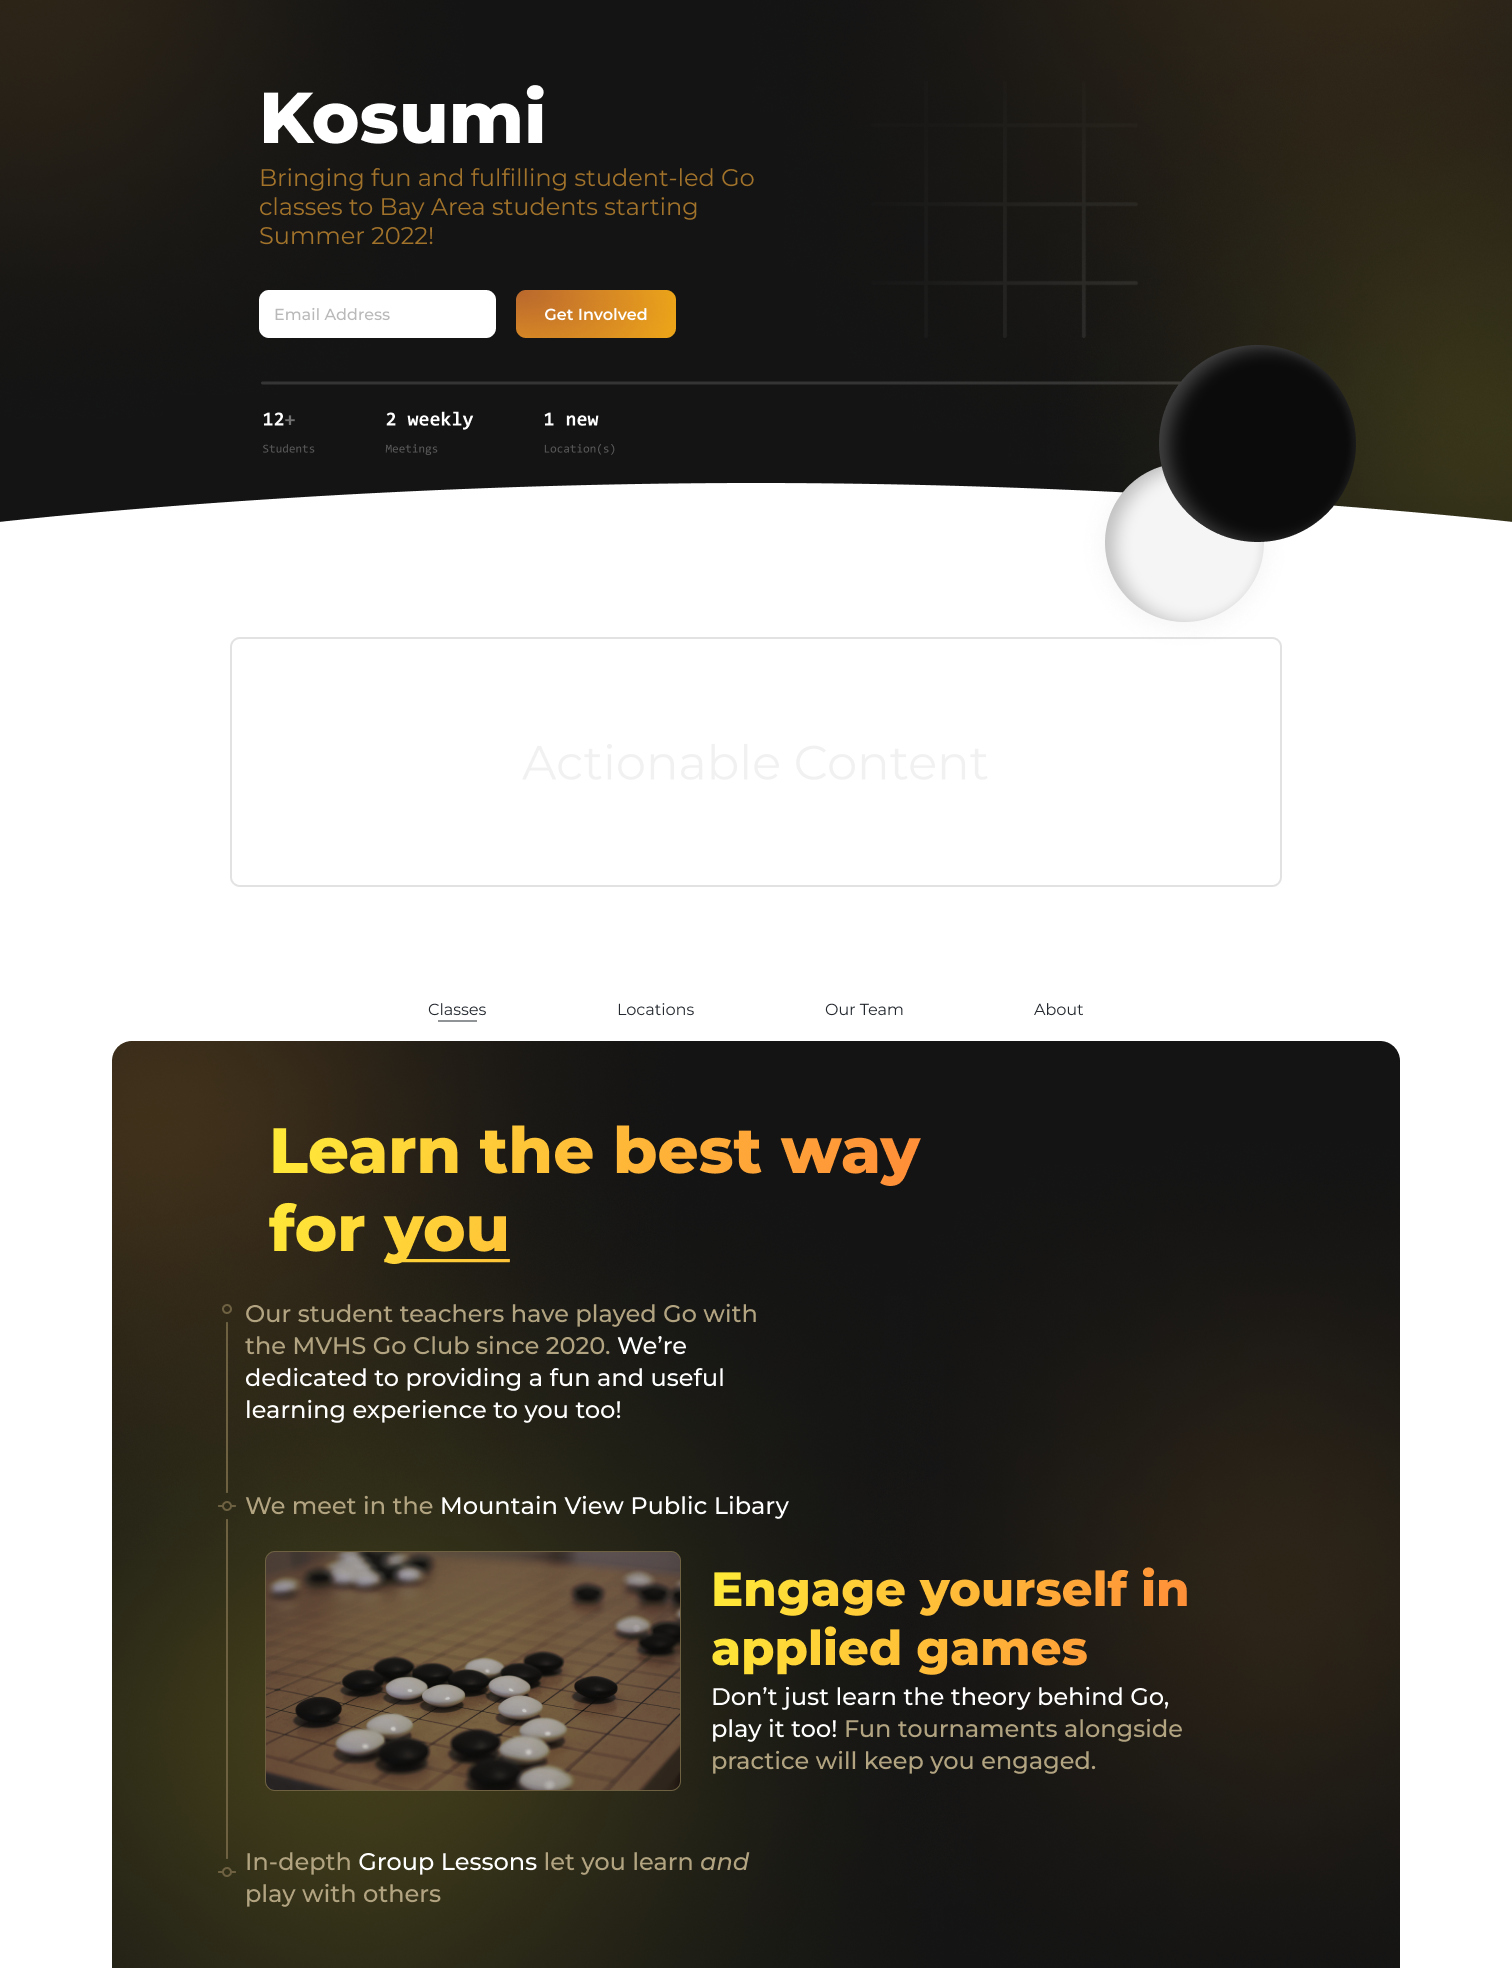 Kosumi
Bringing fun and fulfilling student-led Go
classes to Bay Area students starting
Summer 2022!
Email Address
Get Involved
12+
2 weekly
1 new
Students
Meetings
Location(s)
Actionable Content
Classes
Locations
Our Team
About
Learn the best way
for you
Our student teachers have played Go with
the MVHS Go Club since 2020. We’re
dedicated to providing a fun and useful
learning experience to you too!
We meet in the Mountain View Public Libary
Engage yourself in
applied games
Don’t just learn the theory behind Go,
play it too! Fun tournaments alongside
practice will keep you engaged.
In-depth Group Lessons let you learn and
play with others